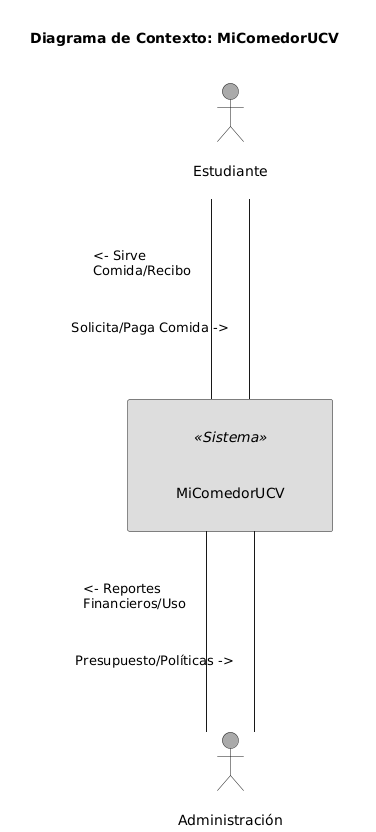 Diagrama de Contexto: MiComedorUCV
Estudiante
<- Sirve
Comida/Recibo
Solicita/Paga Comida ->
«Sistema»
MiComedorUCV
<- Reportes
Financieros/Uso
Presupuesto/Políticas ->
Administración